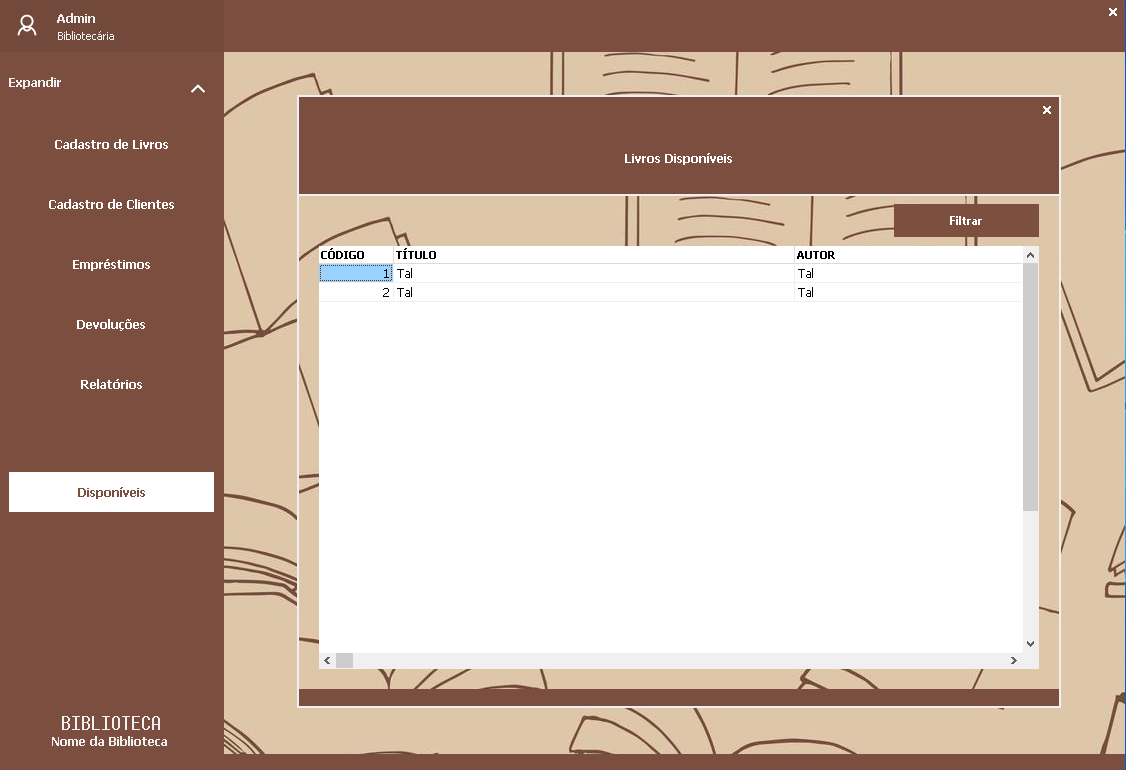 Admin
Bibliotecária
Expandir
Cadastro de Livros
Cadastro de Clientes
Empréstimos
Devoluções
Relatórios
Disponíveis
BIBLIOTECA
Nome da Biblioteca
Livros Disponíveis
Filtrar
CÓDIGO TÍTULO AUTOR
1 Tal Tal
2 Tal Tal